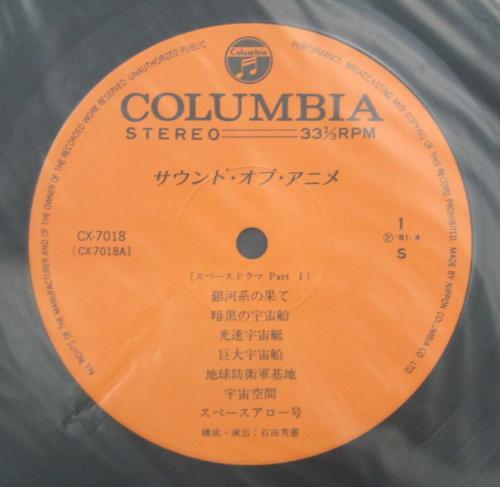 Columbia
COLUMBIA
STEREO 33⅓RPM
サウンド・オブ・アニメ
CX-7018
(CX-7018A)
1
Ⓟ'81.4
S
[スペースドラマ Part I]
銀河系の果て
暗黒の宇宙船
光速宇宙艇
巨大宇宙船
地球防衛軍基地
宇宙空間
スペースアロー号
構成・演出:石田秀憲
ALL RIGHTS OF THE MANUFACTURER AND OF THE OWNER OF THE RECORDED WORK RESERVED. UNAUTHORIZED PUBLIC PERFORMANCE, BROADCASTING AND COPYING OF THIS RECORD PROHIBITED. MADE BY NIPPON COLUMBIA CO. LTD.